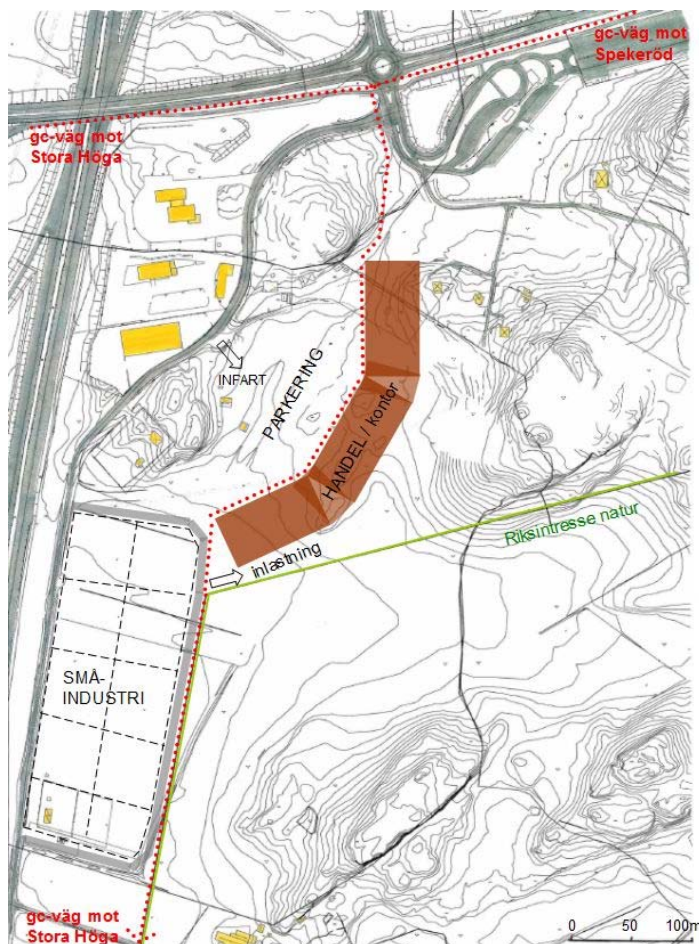 gc-väg mot
Spekeröd
gc-väg mot
Stora Höga
INFART
PARKERING
HANDEL / kontor
Riksintresse natur
inlastning
SMÅ-
INDUSTRI
gc-väg mot
Stora Höga
0 50 100m